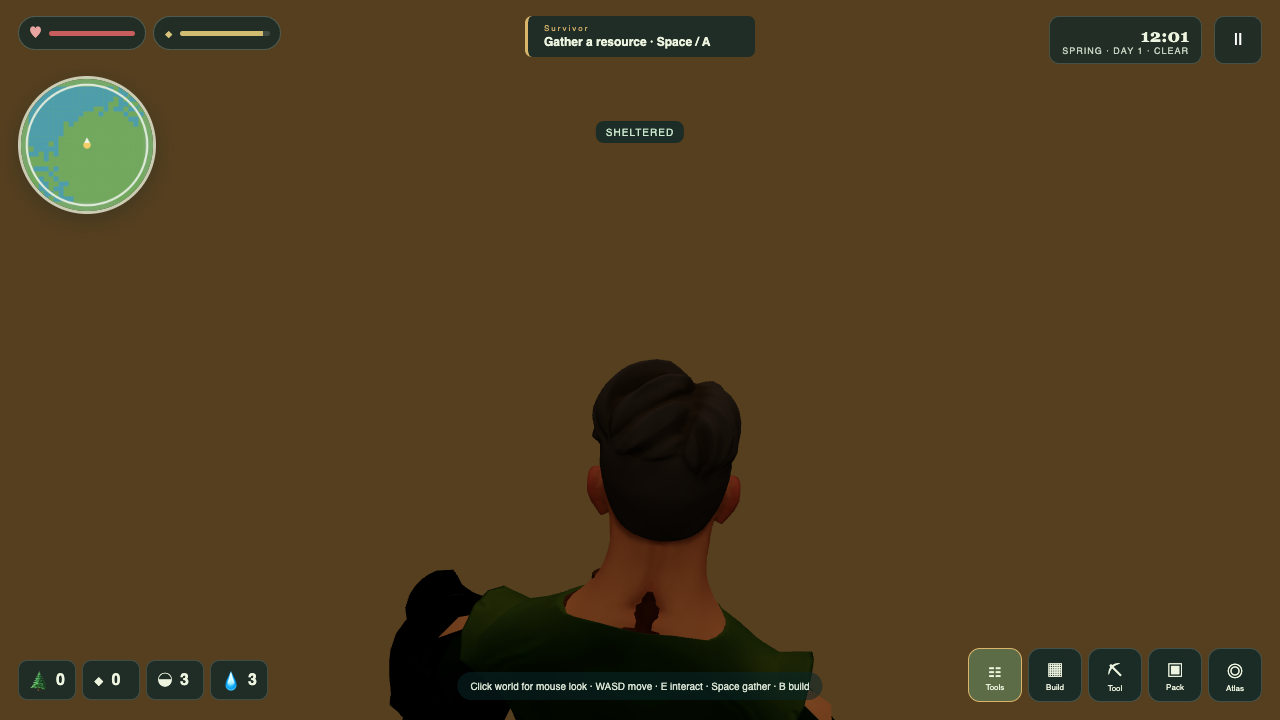 Survivor
Gather a resource · Space / A
12:01
SPRING · DAY 1 · CLEAR
SHELTERED
0
0
3
3
Click world for mouse look · WASD move · E interact · Space gather · B build
Tools
Build
Tool
Pack
Atlas